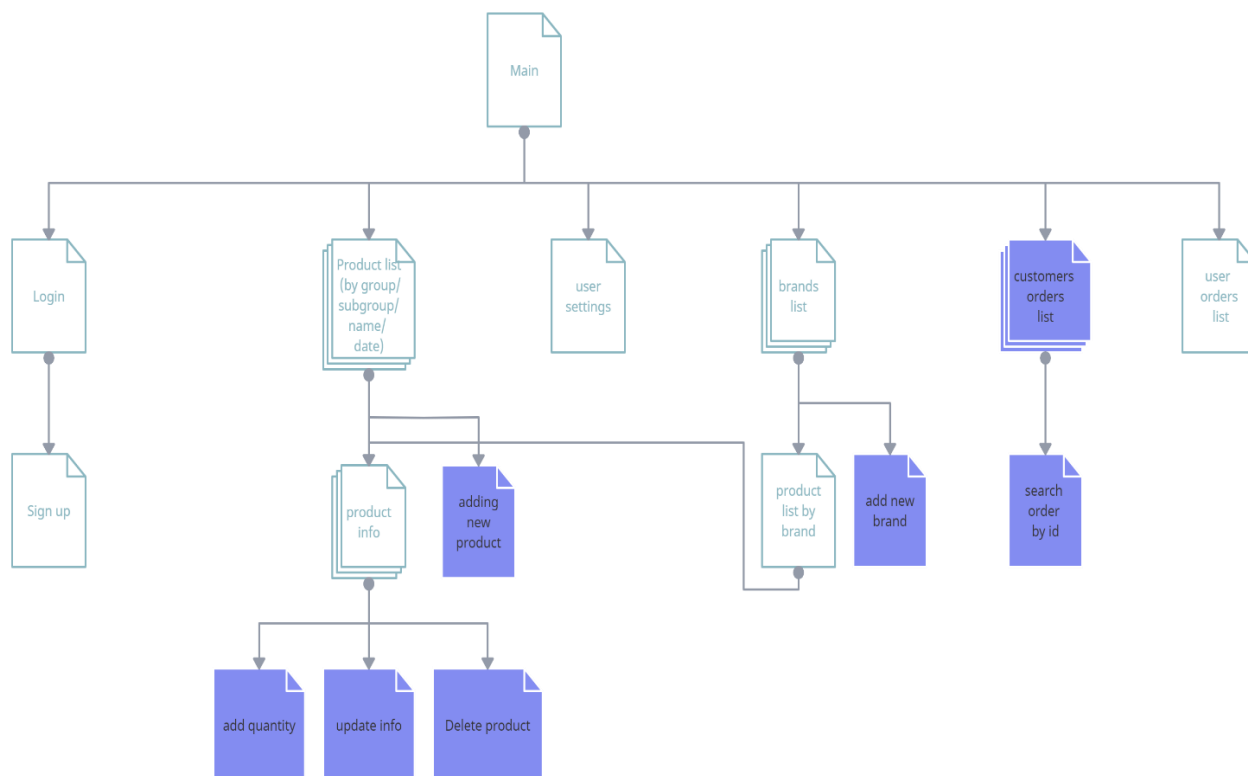 Main
Login
Product list
(by group/
subgroup/
name/
date)
user
settings
brands
list
customers
orders
list
user
orders
list
Sign up
product
info
adding
new
product
product
list by
brand
add new
brand
search
order
by id
add quantity
update info
Delete product